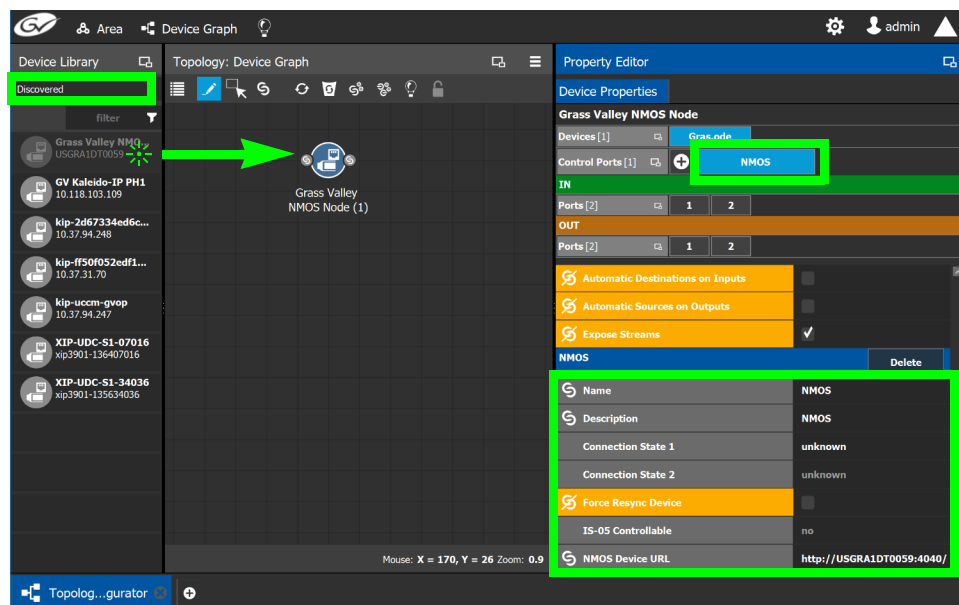 GV Area Device Graph admin
Device Library
Topology: Device Graph
Property Editor
Discovered
filter
Grass Valley NMO...
USGRA1DT0059
GV Kaleido-IP PH1
10.118.103.109
kip-2d67334ed6c...
10.37.94.248
kip-ff50f052edf1...
10.37.31.70
kip-uccm-gvop
10.37.94.247
XIP-UDC-S1-07016
xip3901-136407016
XIP-UDC-S1-34036
xip3901-135634036
Grass Valley
NMOS Node (1)
Mouse: X = 170, Y = 26 Zoom: 0.9
Device Properties
Grass Valley NMOS Node
Devices [1] Gras.ode
Control Ports [1] NMOS
IN
Ports [2] 1 2
OUT
Ports [2] 1 2
Automatic Destinations on Inputs
Automatic Sources on Outputs
Expose Streams
NMOS Delete
Name NMOS
Description NMOS
Connection State 1 unknown
Connection State 2 unknown
Force Resync Device
IS-05 Controllable no
NMOS Device URL http://USGRA1DT0059:4040/
Topolog...gurator